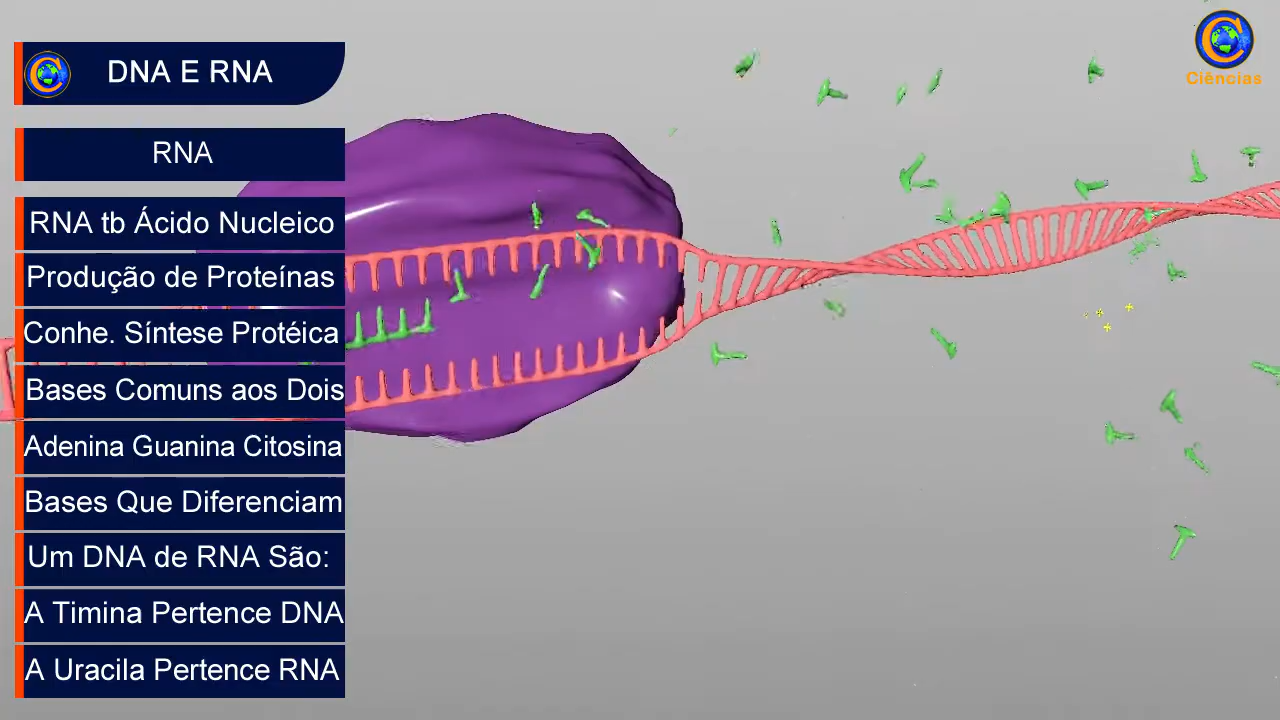 DNA E RNA
Ciências
RNA
RNA tb Ácido Nucleico
Produção de Proteínas
Conhe. Síntese Protéica
Bases Comuns aos Dois
Adenina Guanina Citosina
Bases Que Diferenciam
Um DNA de RNA São:
A Timina Pertence DNA
A Uracila Pertence RNA